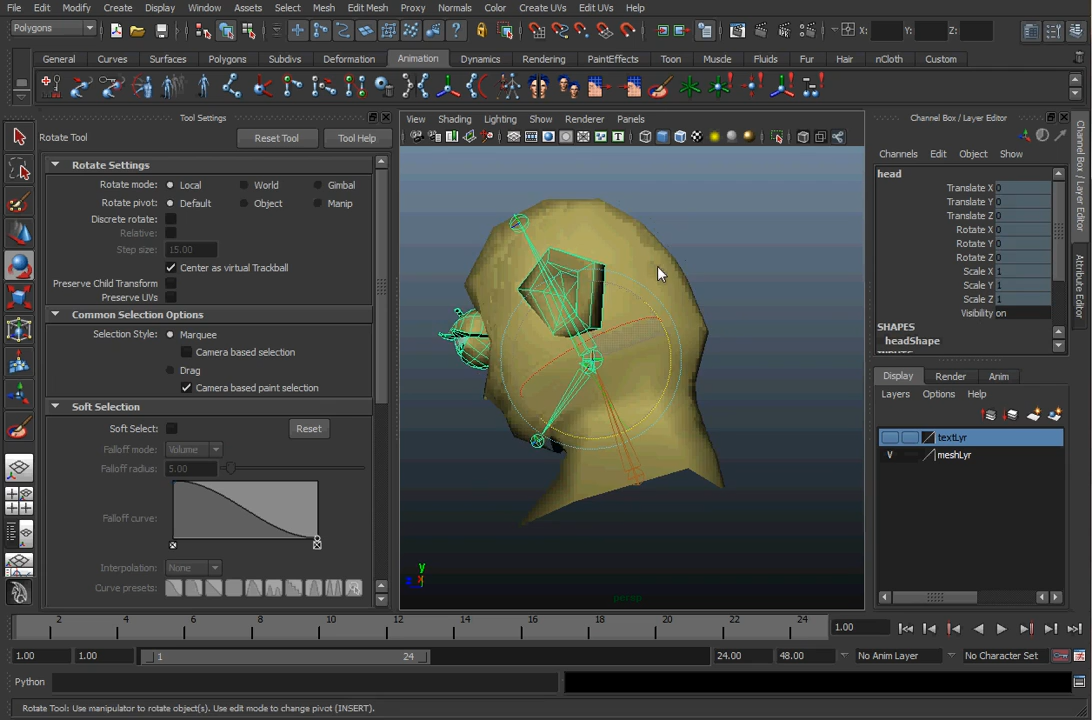 File Edit Modify Create Display Window Assets Select Mesh Edit Mesh Proxy Normals Color Create UVs Edit UVs Help
Polygons X: Y: Z:
General Curves Surfaces Polygons Subdivs Deformation Animation Dynamics Rendering PaintEffects Toon Muscle Fluids Fur Hair nCloth Custom
Tool Settings
Rotate Tool Reset Tool Tool Help
Rotate Settings
Rotate mode: Local World Gimbal
Rotate pivot: Default Object Manip
Discrete rotate:
Relative:
Step size: 15.00
Center as virtual Trackball
Preserve Child Transform
Preserve UVs
Common Selection Options
Selection Style: Marquee
Camera based selection
Drag
Camera based paint selection
Soft Selection
Soft Select: Reset
Falloff mode: Volume
Falloff radius: 5.00
Falloff curve:
Interpolation: None
Curve presets:
View Shading Lighting Show Renderer Panels
y
x
persp
Channel Box / Layer Editor
Channels Edit Object Show
head
Translate X 0
Translate Y 0
Translate Z 0
Rotate X 0
Rotate Y 0
Rotate Z 0
Scale X 1
Scale Y 1
Scale Z 1
Visibility on
SHAPES
headShape
Display Render Anim
Layers Options Help
textLyr
V meshLyr
Channel Box / Layer Editor
Attribute Editor
2 4 6 8 10 12 14 16 18 20 22 24
1.00
1.00 1.00 1 24 24.00 48.00 No Anim Layer No Character Set
Python
Rotate Tool: Use manipulator to rotate object(s). Use edit mode to change pivot (INSERT).